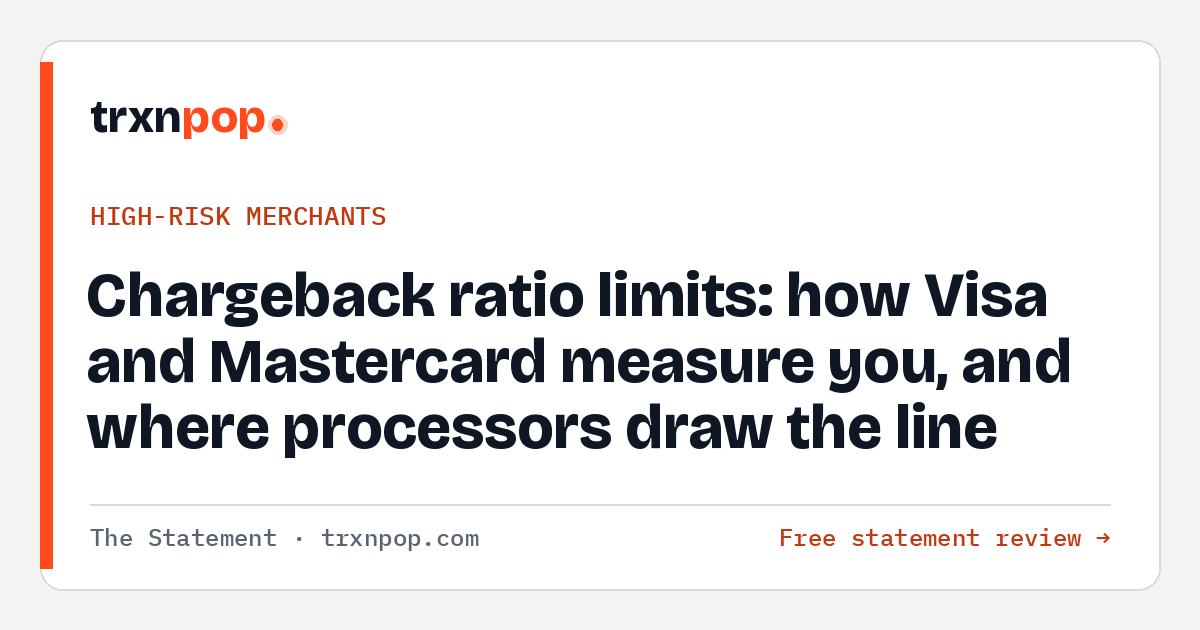 trxnpop
HIGH-RISK MERCHANTS
Chargeback ratio limits: how Visa
and Mastercard measure you, and
where processors draw the line
The Statement · trxnpop.com
Free statement review →